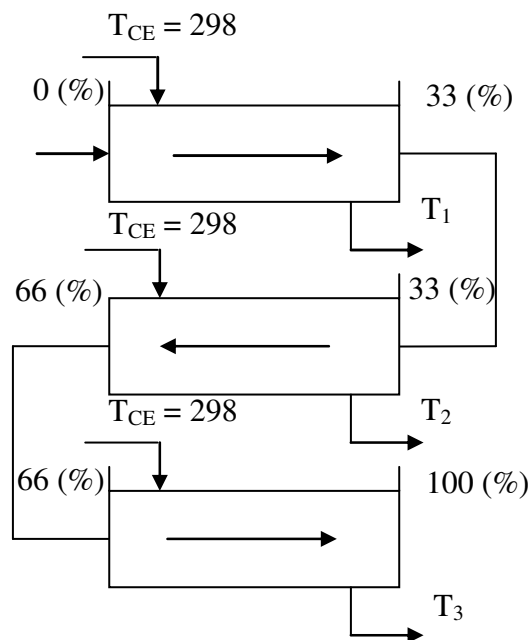 T_CE = 298
0 (%)
33 (%)
T_1
T_CE = 298
66 (%)
33 (%)
T_2
T_CE = 298
66 (%)
100 (%)
T_3